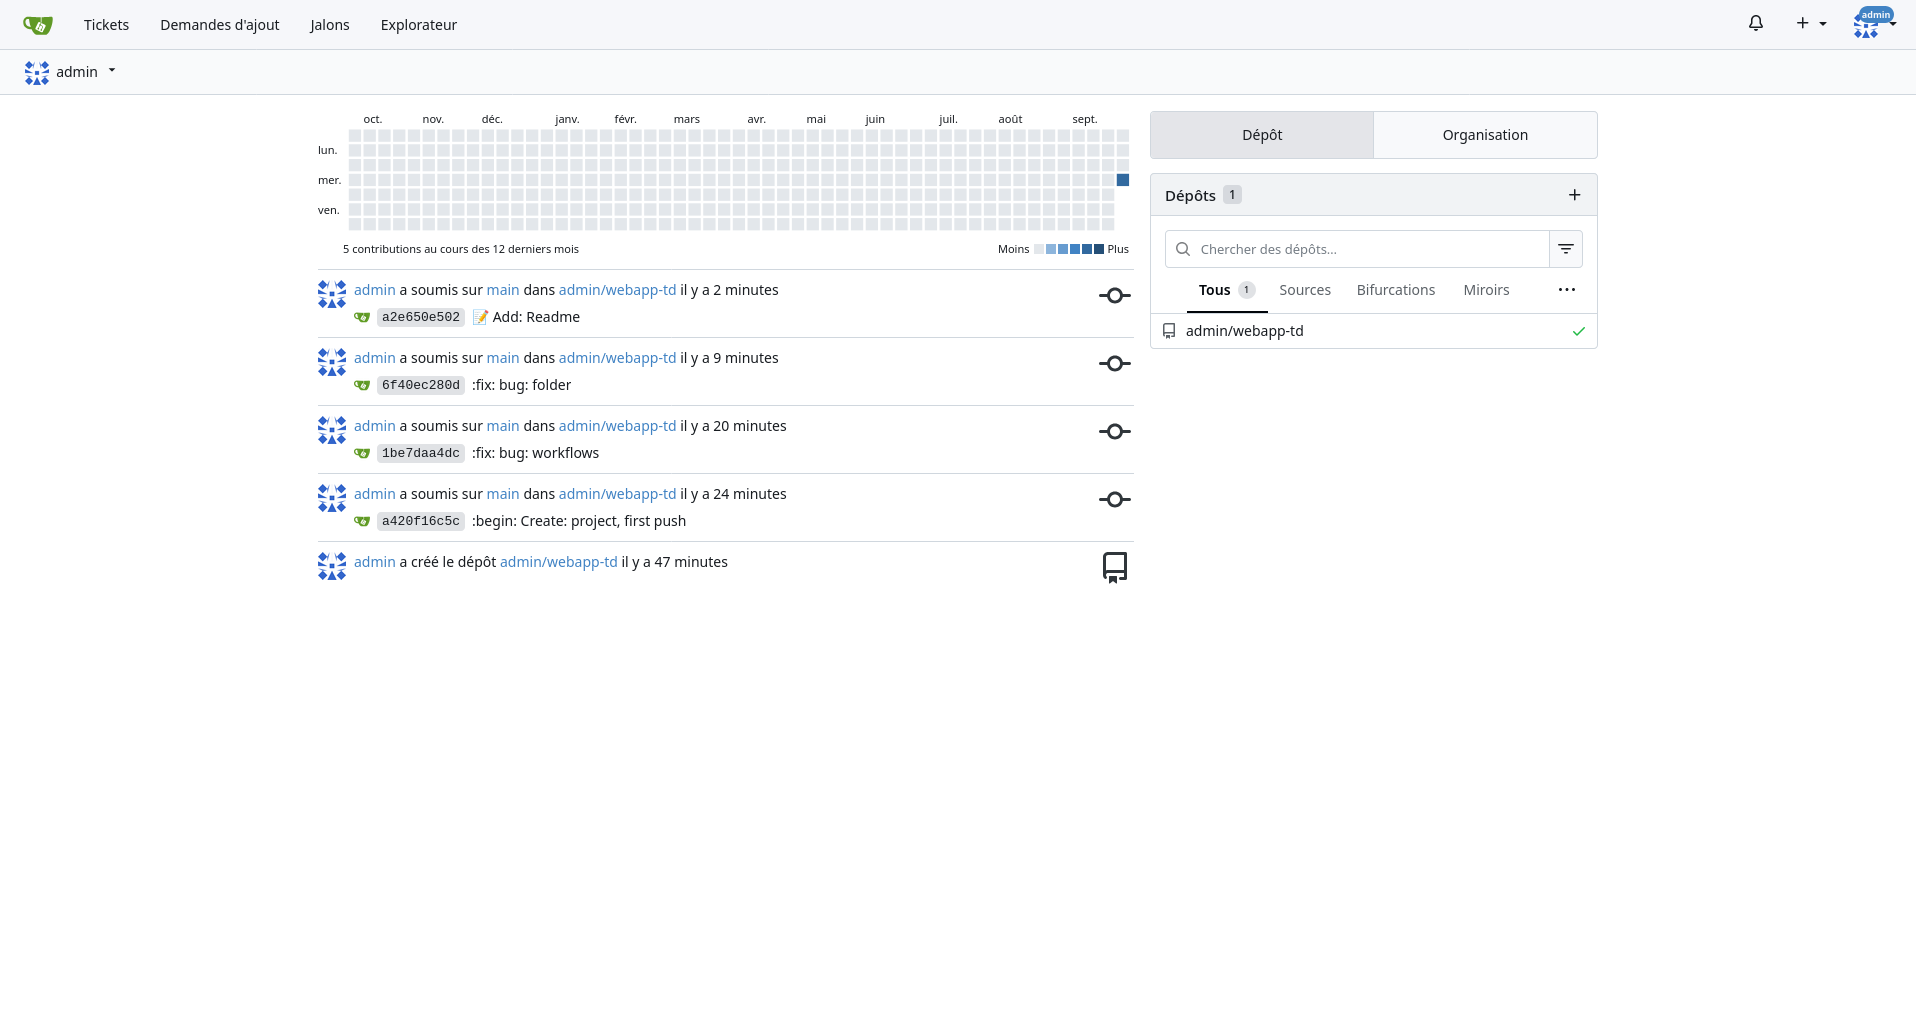 Tickets Demandes d'ajout Jalons Explorateur admin
admin
oct. nov. déc. janv. févr. mars avr. mai juin juil. août sept.
lun.
mer.
ven.
5 contributions au cours des 12 derniers mois Moins Plus
admin a soumis sur main dans admin/webapp-td il y a 2 minutes
a2e650e502 📝 Add: Readme
admin a soumis sur main dans admin/webapp-td il y a 9 minutes
6f40ec280d :fix: bug: folder
admin a soumis sur main dans admin/webapp-td il y a 20 minutes
1be7daa4dc :fix: bug: workflows
admin a soumis sur main dans admin/webapp-td il y a 24 minutes
a420f16c5c :begin: Create: project, first push
admin a créé le dépôt admin/webapp-td il y a 47 minutes
Dépôt Organisation
Dépôts 1
Chercher des dépôts...
Tous 1 Sources Bifurcations Miroirs
admin/webapp-td